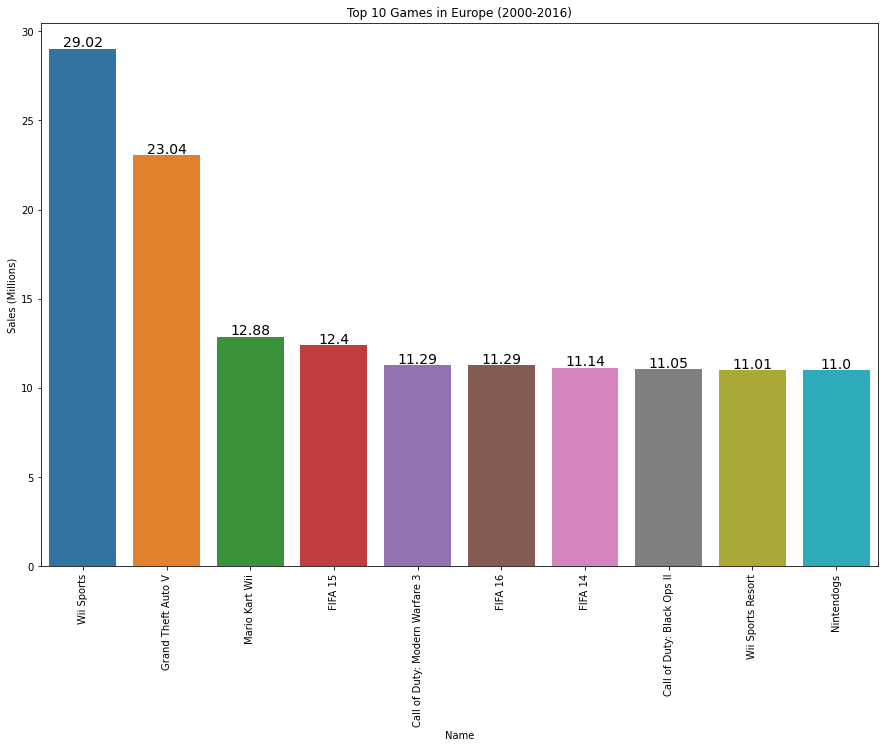 Top 10 Games in Europe (2000-2016)
Sales (Millions)
30
25
20
15
10
5
0
29.02
23.04
12.88
12.4
11.29
11.29
11.14
11.05
11.01
11.0
Wii Sports
Grand Theft Auto V
Mario Kart Wii
FIFA 15
Call of Duty: Modern Warfare 3
FIFA 16
FIFA 14
Call of Duty: Black Ops II
Wii Sports Resort
Nintendogs
Name